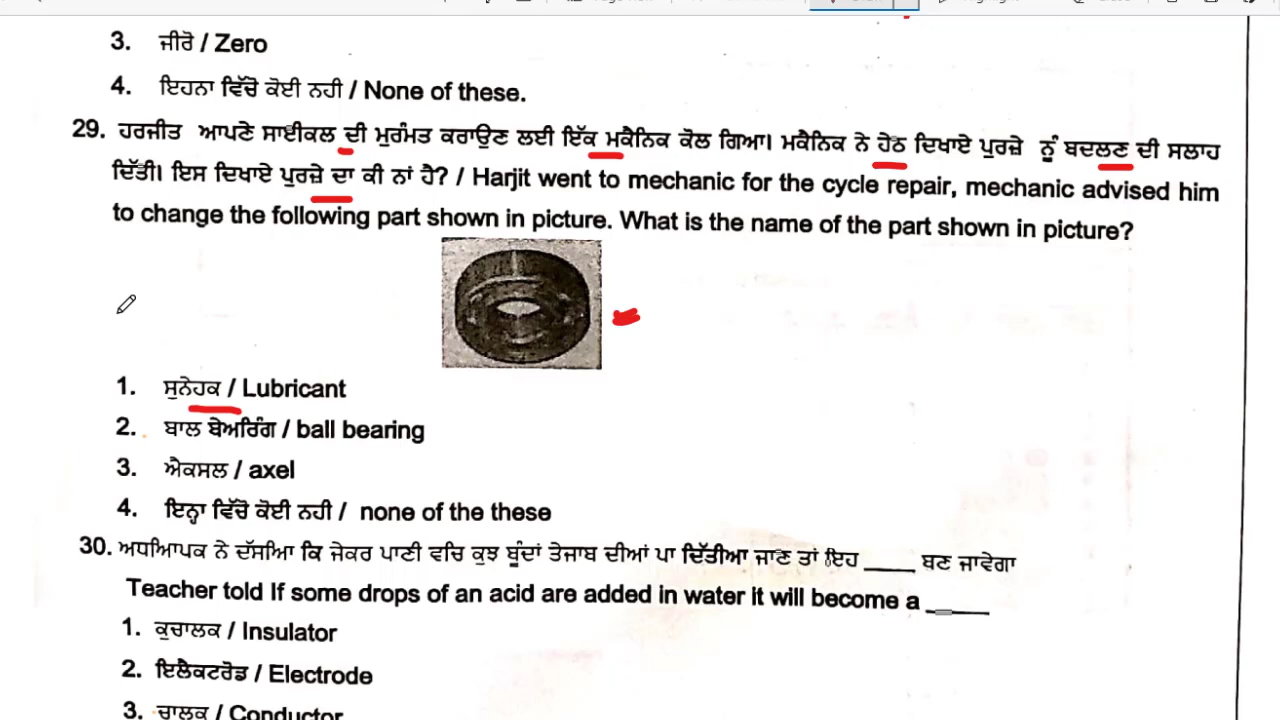 3. ਜੀਰੋ / Zero
4. ਇਹਨਾ ਵਿੱਚੋ ਕੋਈ ਨਹੀ / None of these.
29. ਹਰਜੀਤ ਆਪਣੇ ਸਾਈਕਲ ਦੀ ਮੁਰੰਮਤ ਕਰਾਉਣ ਲਈ ਇੱਕ ਮਕੈਨਿਕ ਕੋਲ ਗਿਆ। ਮਕੈਨਿਕ ਨੇ ਹੇਠ ਦਿਖਾਏ ਪੁਰਜ਼ੇ ਨੂੰ ਬਦਲਣ ਦੀ ਸਲਾਹ
ਦਿੱਤੀ। ਇਸ ਦਿਖਾਏ ਪੁਰਜ਼ੇ ਦਾ ਕੀ ਨਾਂ ਹੈ? / Harjit went to mechanic for the cycle repair, mechanic advised him
to change the following part shown in picture. What is the name of the part shown in picture?
1. ਸੁਨੇਹਕ / Lubricant
2. ਬਾਲ ਬੇਅਰਿੰਗ / ball bearing
3. ਐਕਸਲ / axel
4. ਇਨ੍ਹਾ ਵਿੱਚੋ ਕੋਈ ਨਹੀ / none of the these
30. ਅਧਿਆਪਕ ਨੇ ਦੱਸਿਆ ਕਿ ਜੇਕਰ ਪਾਣੀ ਵਚਿ ਕੁਝ ਬੂੰਦਾਂ ਤੇਜਾਬ ਦੀਆਂ ਪਾ ਦਿੱਤੀਆ ਜਾਣ ਤਾਂ ਇਹ ____ ਬਣ ਜਾਵੇਗਾ
Teacher told If some drops of an acid are added in water it will become a ____
1. ਕੁਚਾਲਕ / Insulator
2. ਇਲੈਕਟਰੋਡ / Electrode
3. ਚਾਲਕ / Conductor